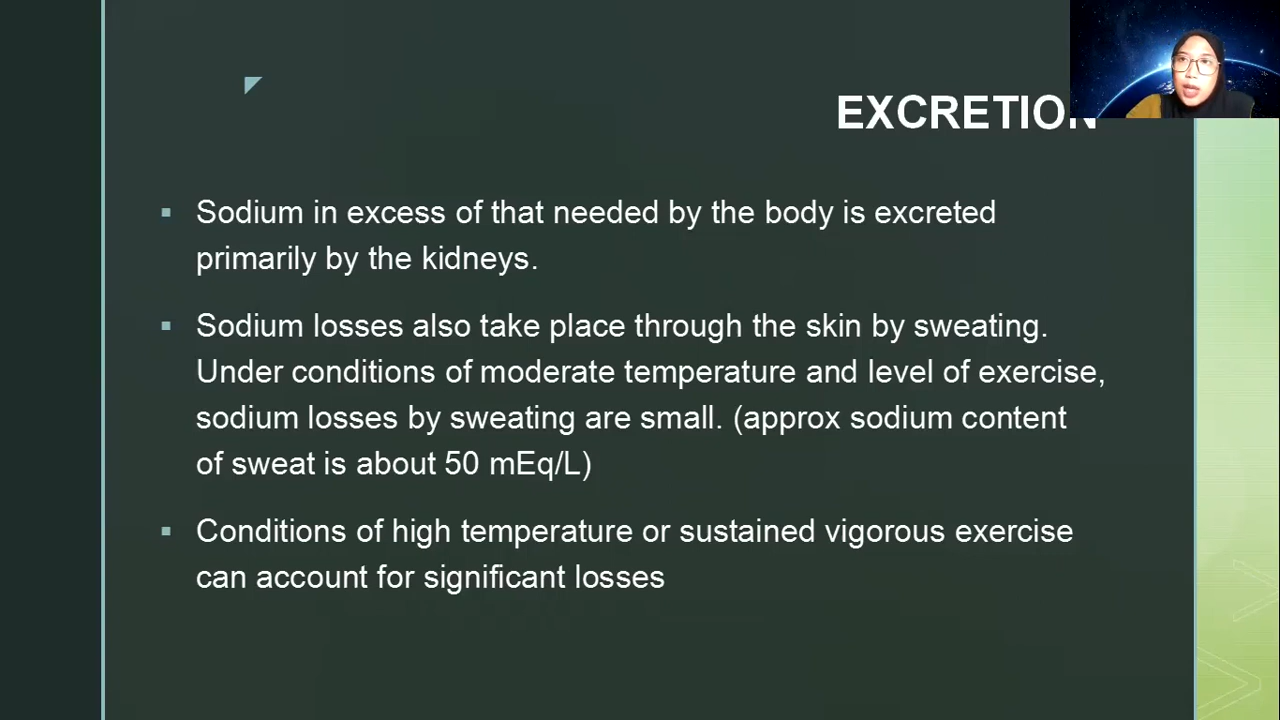 EXCRETION
▪ Sodium in excess of that needed by the body is excreted
primarily by the kidneys.
▪ Sodium losses also take place through the skin by sweating.
Under conditions of moderate temperature and level of exercise,
sodium losses by sweating are small. (approx sodium content
of sweat is about 50 mEq/L)
▪ Conditions of high temperature or sustained vigorous exercise
can account for significant losses